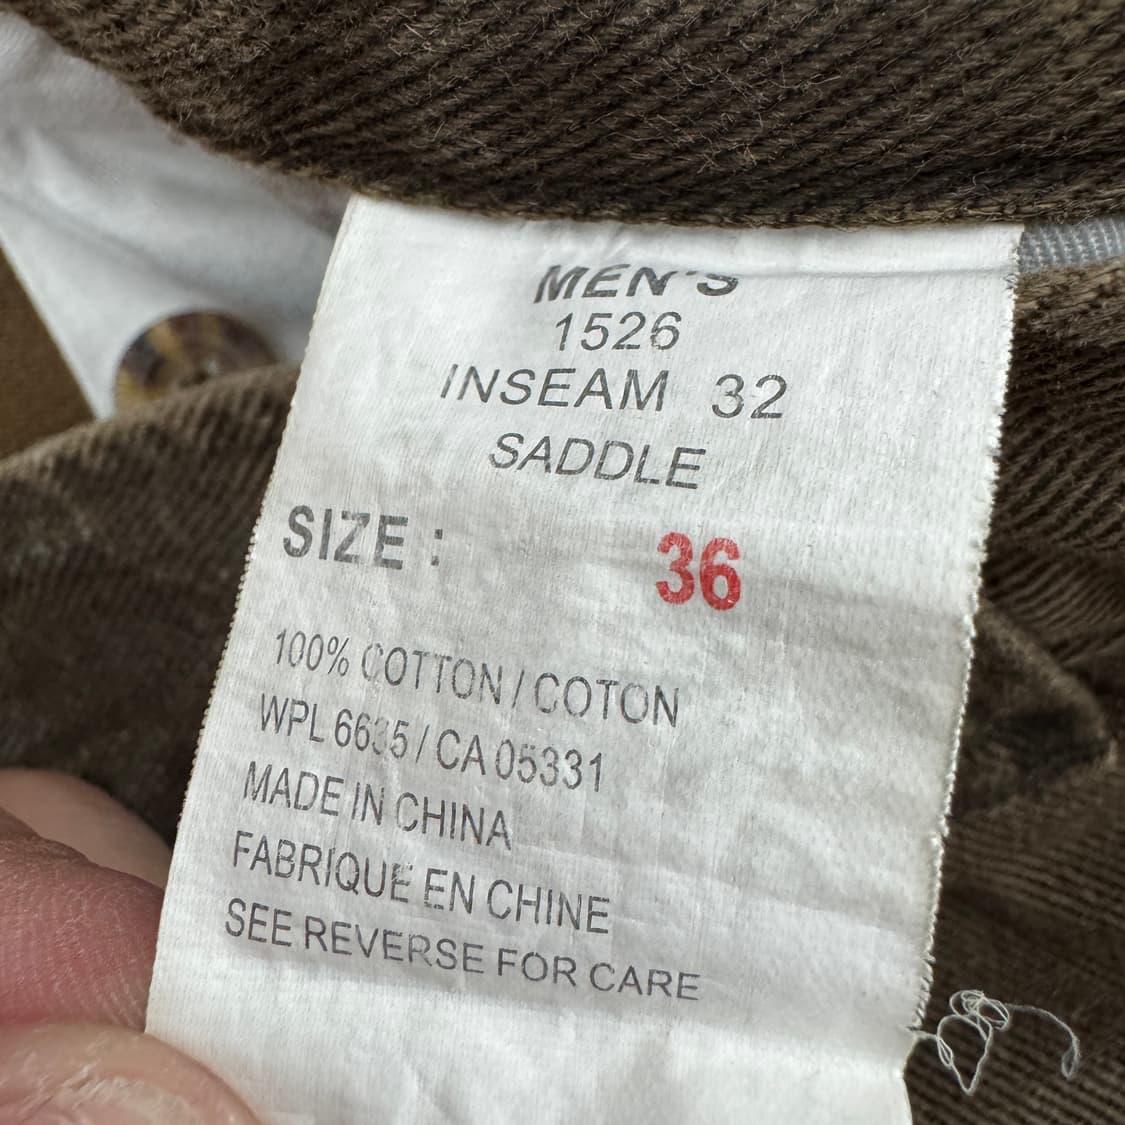 MEN'S
1526
INSEAM 32
SADDLE
SIZE : 36
100% COTTON / COTON
WPL 6635 / CA 05331
MADE IN CHINA
FABRIQUE EN CHINE
SEE REVERSE FOR CARE